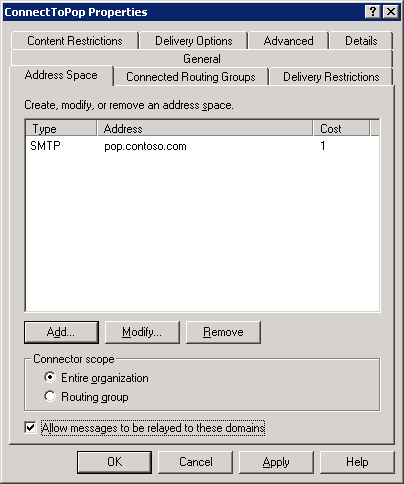 ConnectToPop Properties
Content Restrictions Delivery Options Advanced Details
General
Address Space Connected Routing Groups Delivery Restrictions
Create, modify, or remove an address space.
Type Address Cost
SMTP pop.contoso.com 1
Add... Modify... Remove
Connector scope
Entire organization
Routing group
Allow messages to be relayed to these domains
OK Cancel Apply Help